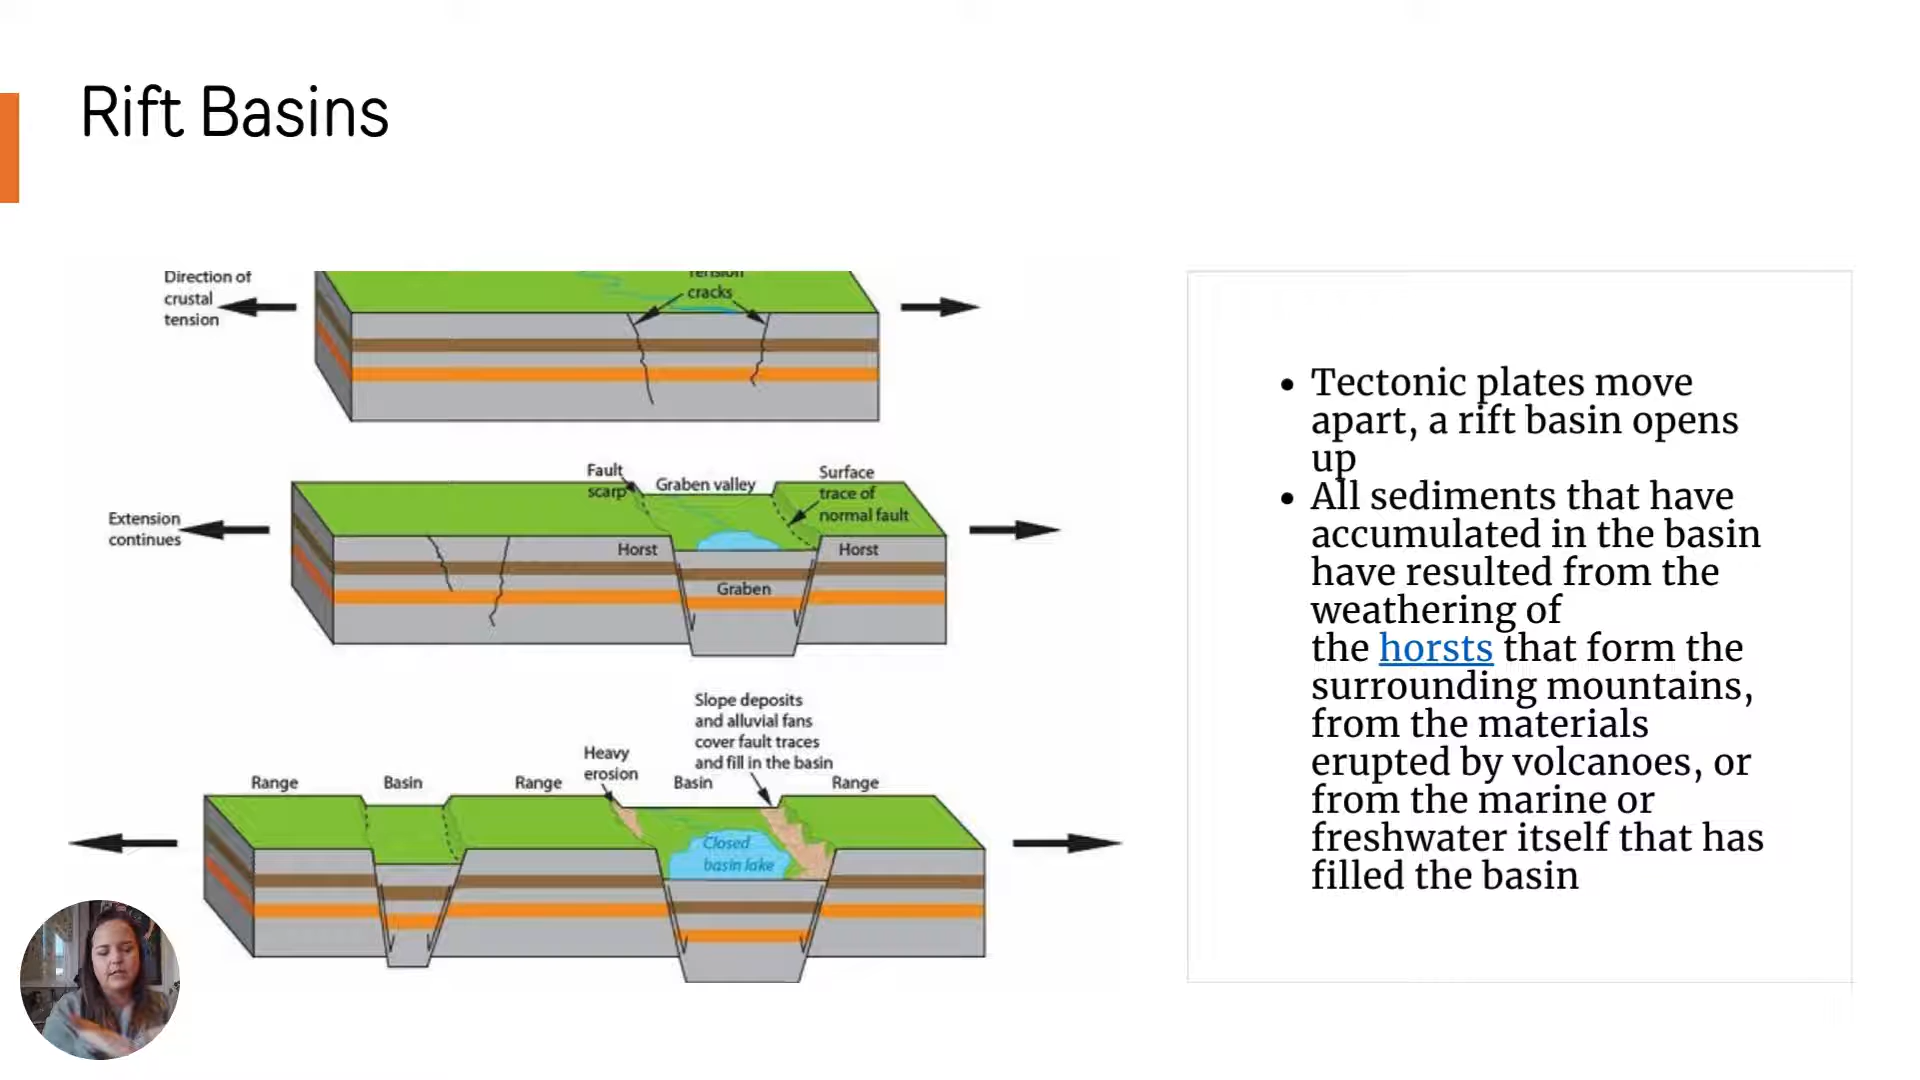 Rift Basins
Direction of
crustal
tension
Tension
cracks
Fault
scarp
Graben valley
Surface
trace of
normal fault
Extension
continues
Horst
Horst
Graben
Slope deposits
and alluvial fans
cover fault traces
and fill in the basin
Heavy
erosion
Range
Basin
Range
Basin
Range
Closed
basin lake
• Tectonic plates move
apart, a rift basin opens
up
• All sediments that have
accumulated in the basin
have resulted from the
weathering of
the horsts that form the
surrounding mountains,
from the materials
erupted by volcanoes, or
from the marine or
freshwater itself that has
filled the basin